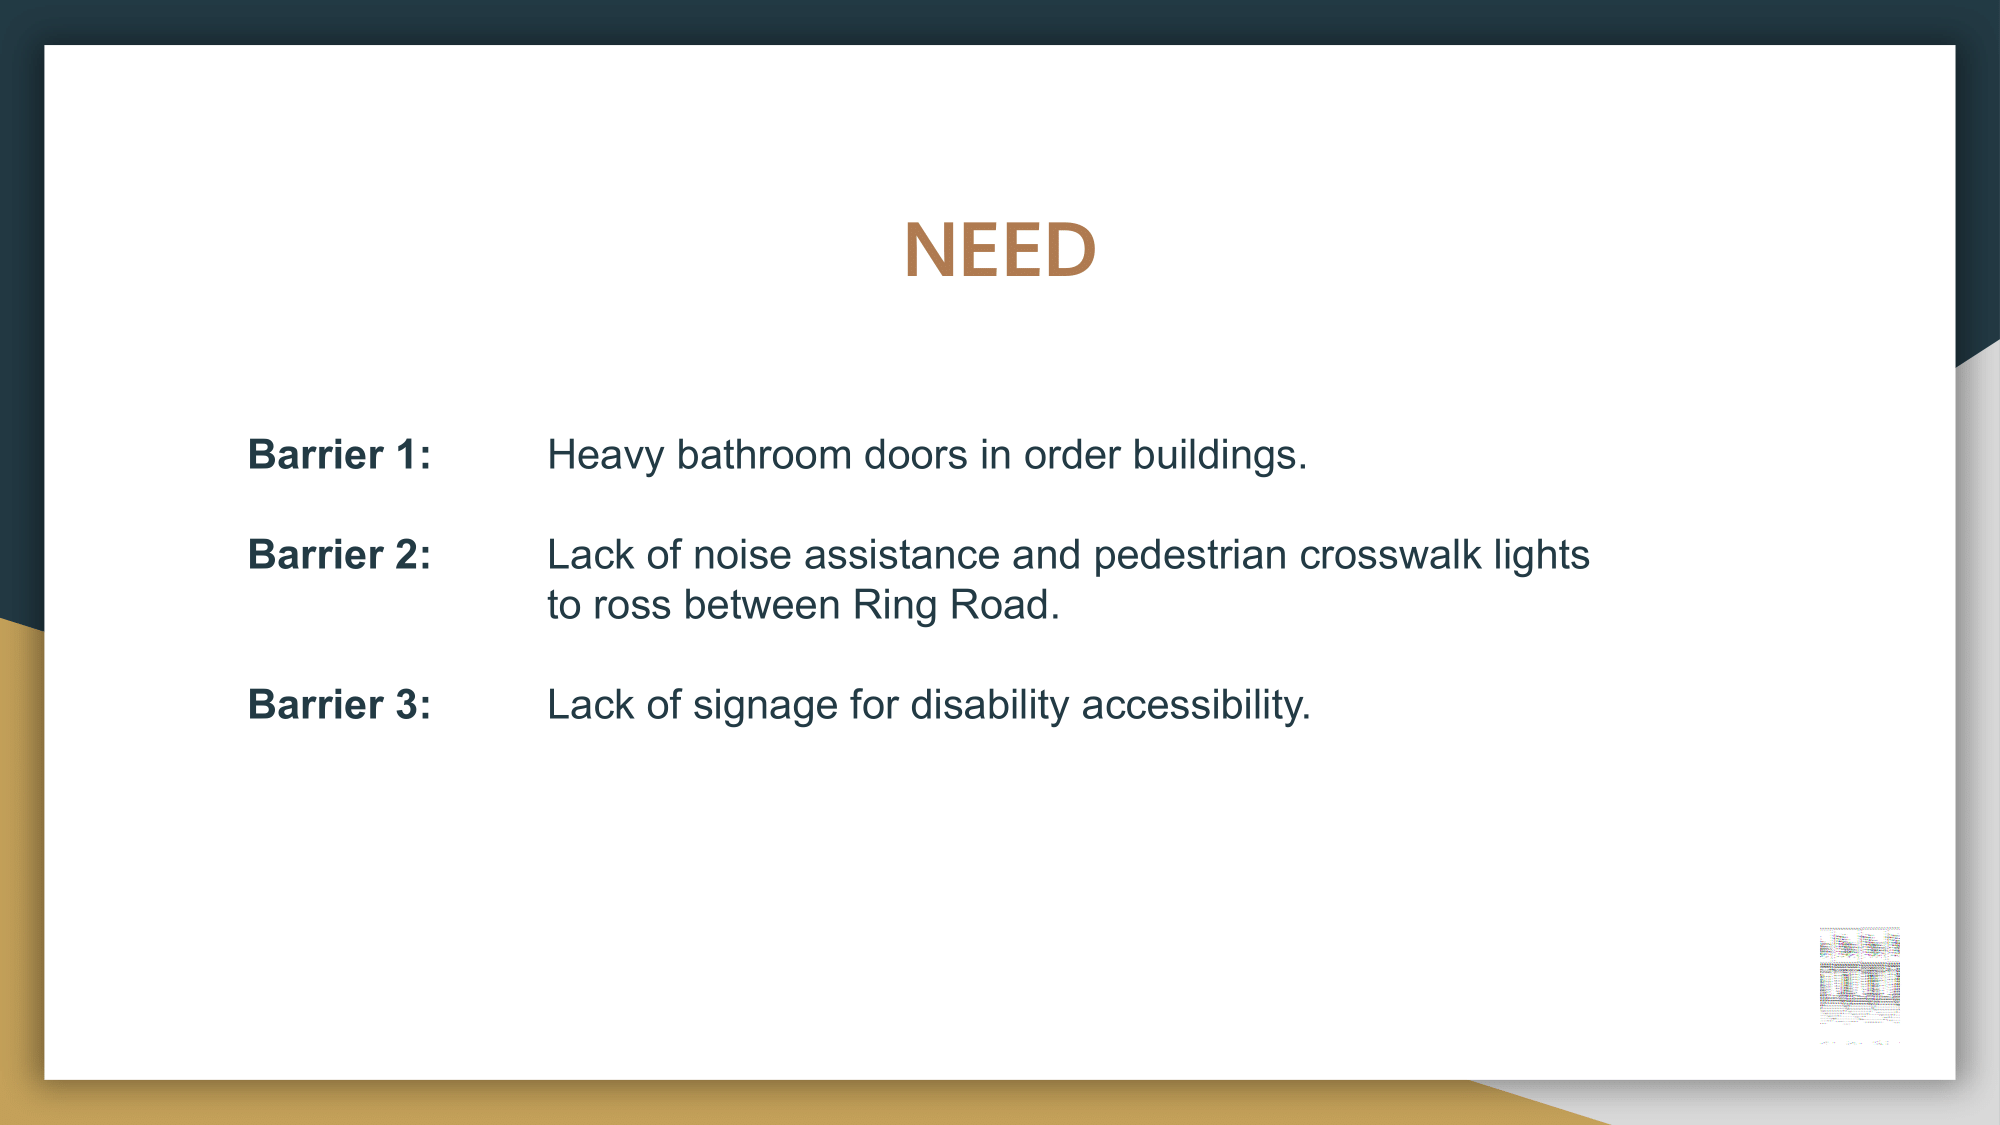 NEED
Barrier 1: Heavy bathroom doors in order buildings.
Barrier 2: Lack of noise assistance and pedestrian crosswalk lights
to ross between Ring Road.
Barrier 3: Lack of signage for disability accessibility.